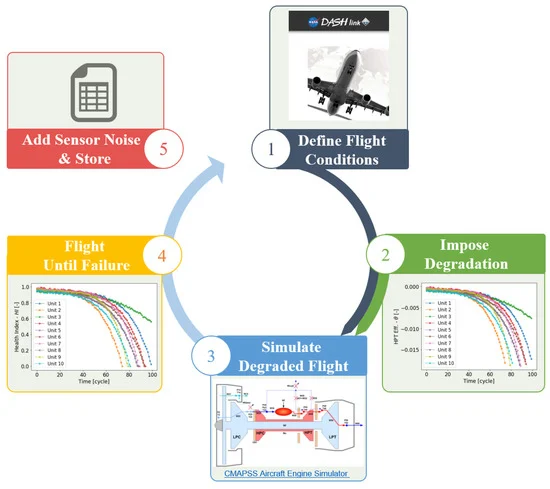 NASA
DASHlink
1
Define Flight
Conditions
2
Impose
Degradation
HPT Eff. - θ [-]
0.000
−0.005
−0.010
−0.015
Unit 1
Unit 2
Unit 3
Unit 4
Unit 5
Unit 6
Unit 7
Unit 8
Unit 9
Unit 10
0 20 40 60 80 100
Time [cycle]
3
Simulate
Degraded Flight
LPC
HPC
HPT
LPT
CMAPSS Aircraft Engine Simulator
4
Flight
Until Failure
Health Index - HI [-]
1.0
0.8
0.6
0.4
0.2
0.0
Unit 1
Unit 2
Unit 3
Unit 4
Unit 5
Unit 6
Unit 7
Unit 8
Unit 9
Unit 10
0 20 40 60 80 100
Time [cycle]
5
Add Sensor Noise
& Store